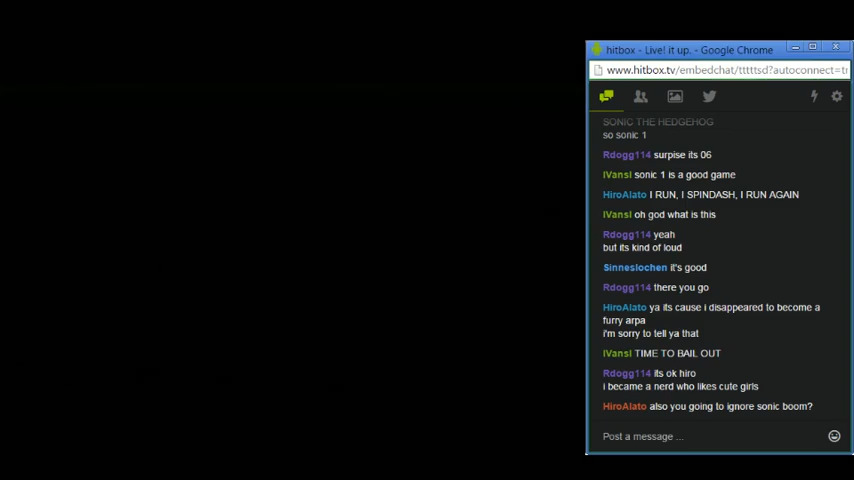 hitbox - Live! it up. - Google Chrome
www.hitbox.tv/embedchat/tttttsd?autoconnect=tr
SONIC THE HEDGEHOG
so sonic 1
Rdogg114 surpise its 06
IVansI sonic 1 is a good game
HiroAlato I RUN, I SPINDASH, I RUN AGAIN
IVansI oh god what is this
Rdogg114 yeah
but its kind of loud
Sinneslochen it's good
Rdogg114 there you go
HiroAlato ya its cause i disappeared to become a
furry arpa
i'm sorry to tell ya that
IVansI TIME TO BAIL OUT
Rdogg114 its ok hiro
i became a nerd who likes cute girls
HiroAlato also you going to ignore sonic boom?
Post a message ...